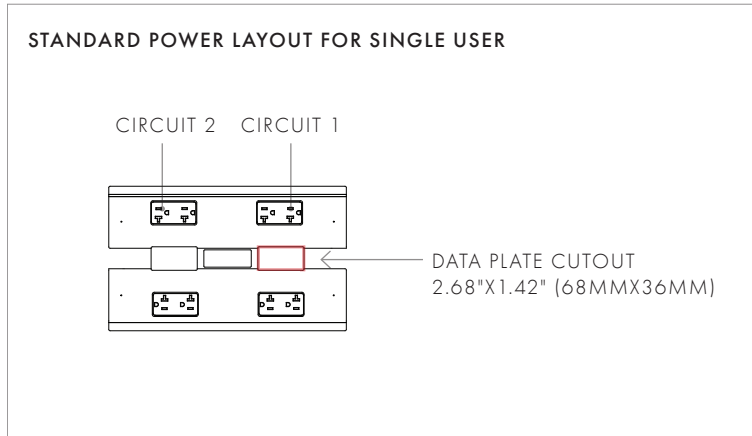 STANDARD POWER LAYOUT FOR SINGLE USER
CIRCUIT 2
CIRCUIT 1
DATA PLATE CUTOUT
2.68"X1.42" (68MMX36MM)